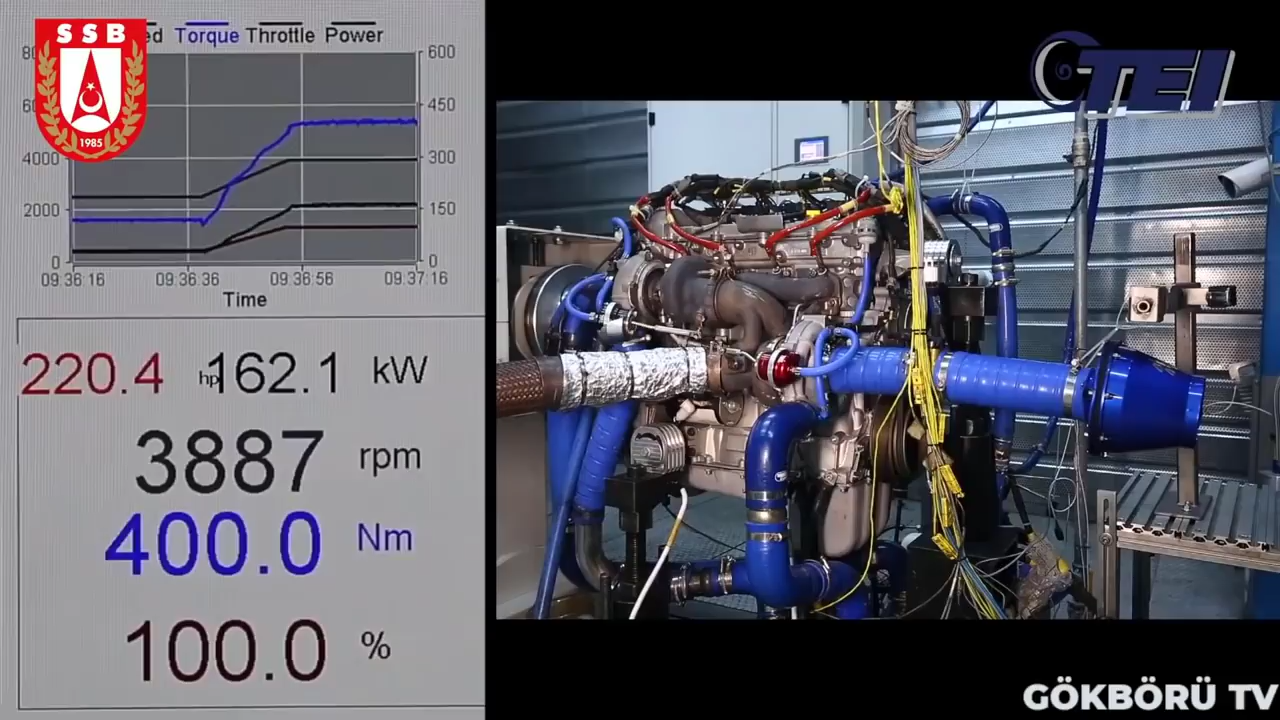 SSB
1985
Torque Throttle Power
600
450
4000 300
2000 150
0 0
09:36:16 09:36:36 09:36:56 09:37:16
Time
220.4 hp 162.1 kW
3887 rpm
400.0 Nm
100.0 %
TEI
GÖKBÖRÜ TV